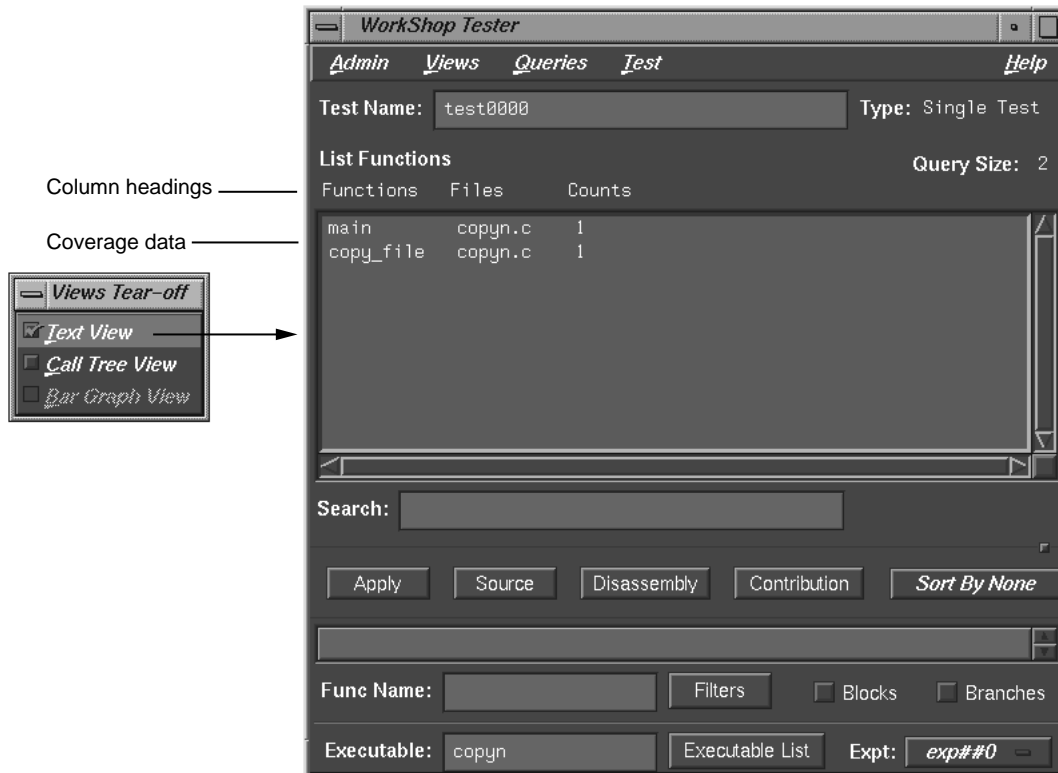 WorkShop Tester
Admin Views Queries Test Help
Test Name: test0000 Type: Single Test
List Functions Query Size: 2
Column headings
Functions Files Counts
main copyn.c 1
Coverage data
copy_file copyn.c 1
Views Tear-off
Text View
Call Tree View
Bar Graph View
Search:
Apply Source Disassembly Contribution Sort By None
Func Name: Filters Blocks Branches
Executable: copyn Executable List Expt: exp##0